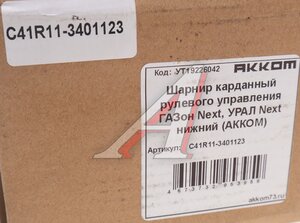 C41R11-3401123
Код: УТ19226042
AKKOM
Шарнир карданный
рулевого управления
ГАЗон Next, УРАЛ Next
нижний (АККОМ)
Артикул: C41R11-3401123
akkom73.ru